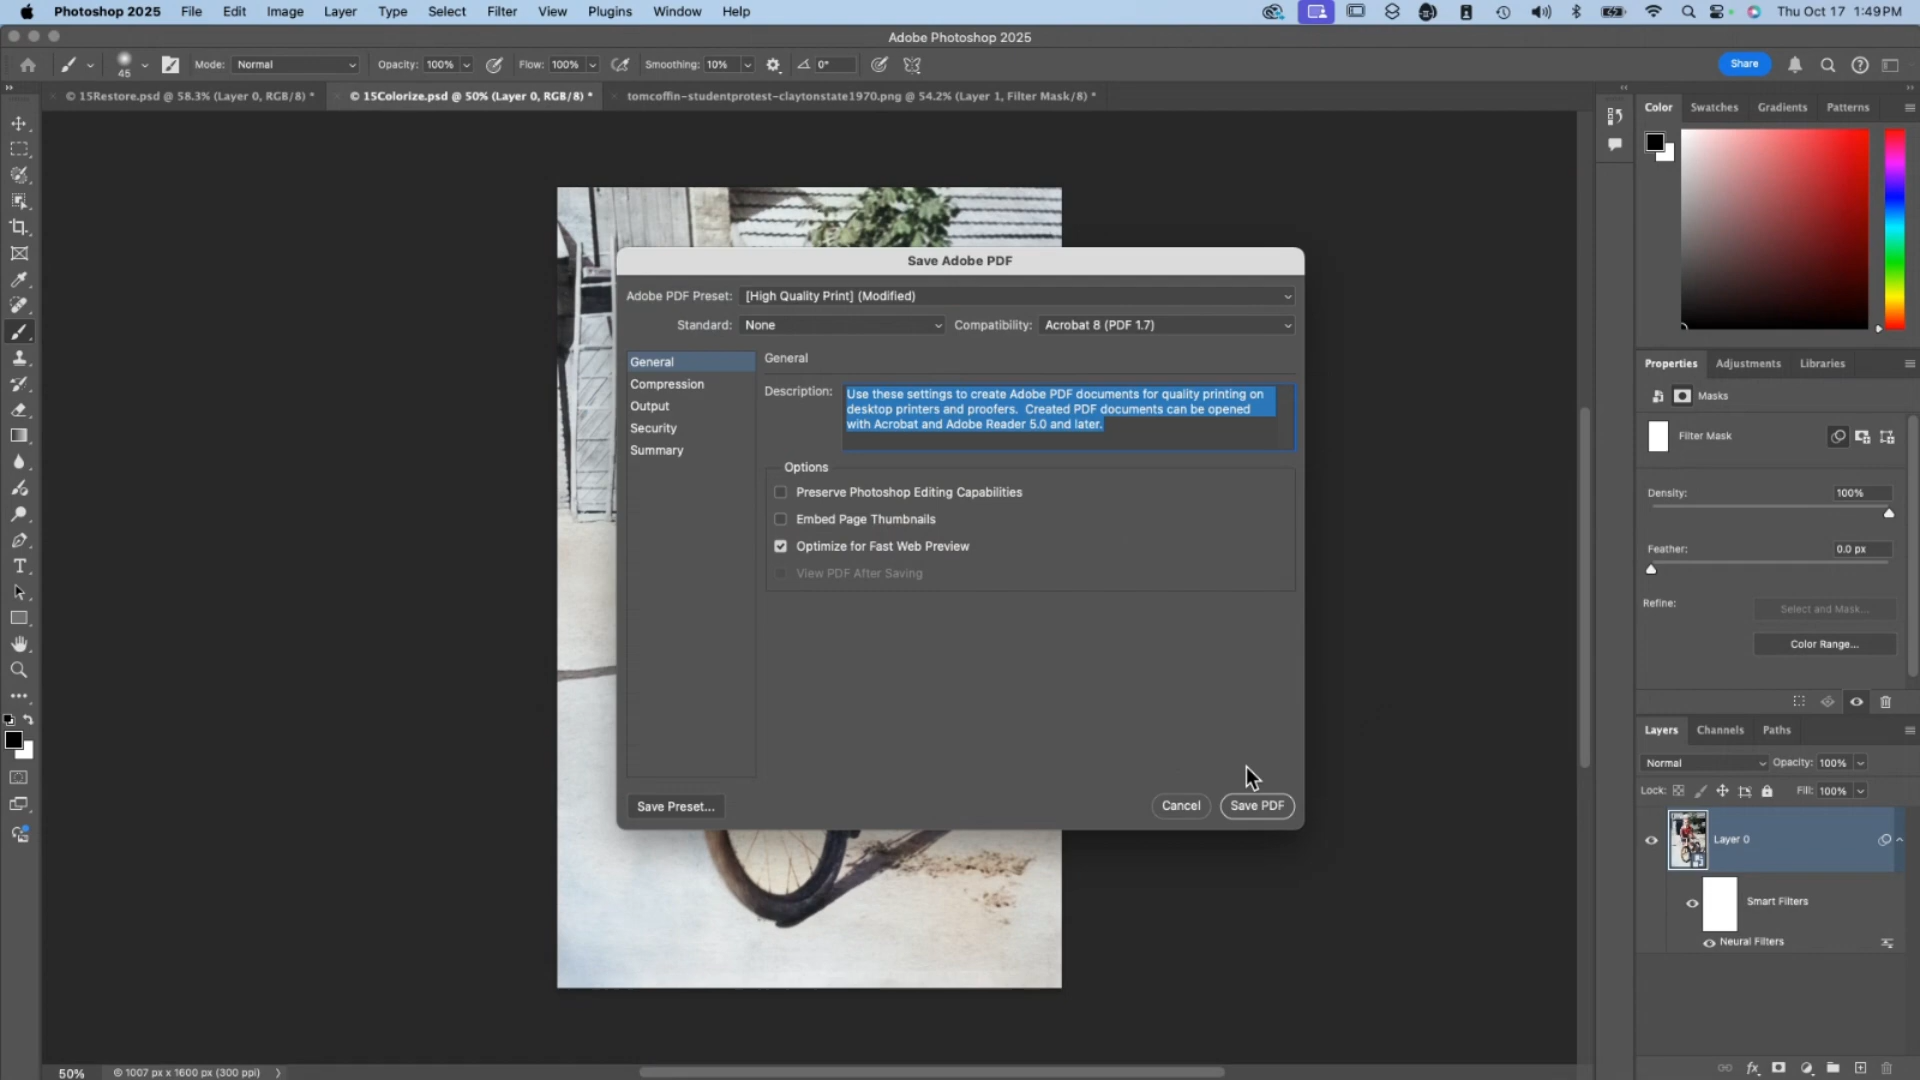 Photoshop 2025 File Edit Image Layer Type Select Filter View Plugins Window Help Thu Oct 17 1:49 PM
Adobe Photoshop 2025
45 Mode: Normal Opacity: 100% Flow: 100% Smoothing: 10% 0° Share
© 15Restore.psd @ 58.3% (Layer 0, RGB/8) * © 15Colorize.psd @ 50% (Layer 0, RGB/8) * tomcoffin-studentprotest-claytonstate1970.png @ 54.2% (Layer 1, Filter Mask/8) *
Save Adobe PDF
Adobe PDF Preset: [High Quality Print] (Modified)
Standard: None Compatibility: Acrobat 8 (PDF 1.7)
General
Compression
Output
Security
Summary
General
Description: Use these settings to create Adobe PDF documents for quality printing on
desktop printers and proofers. Created PDF documents can be opened
with Acrobat and Adobe Reader 5.0 and later.
Options
Preserve Photoshop Editing Capabilities
Embed Page Thumbnails
Optimize for Fast Web Preview
View PDF After Saving
Save Preset... Cancel Save PDF
Color Swatches Gradients Patterns
Properties Adjustments Libraries
Masks
Filter Mask
Density: 100%
Feather: 0.0 px
Refine: Select and Mask...
Color Range...
Layers Channels Paths
Normal Opacity: 100%
Lock: Fill: 100%
Layer 0
Smart Filters
Neural Filters
50% 1007 px x 1600 px (300 ppi)